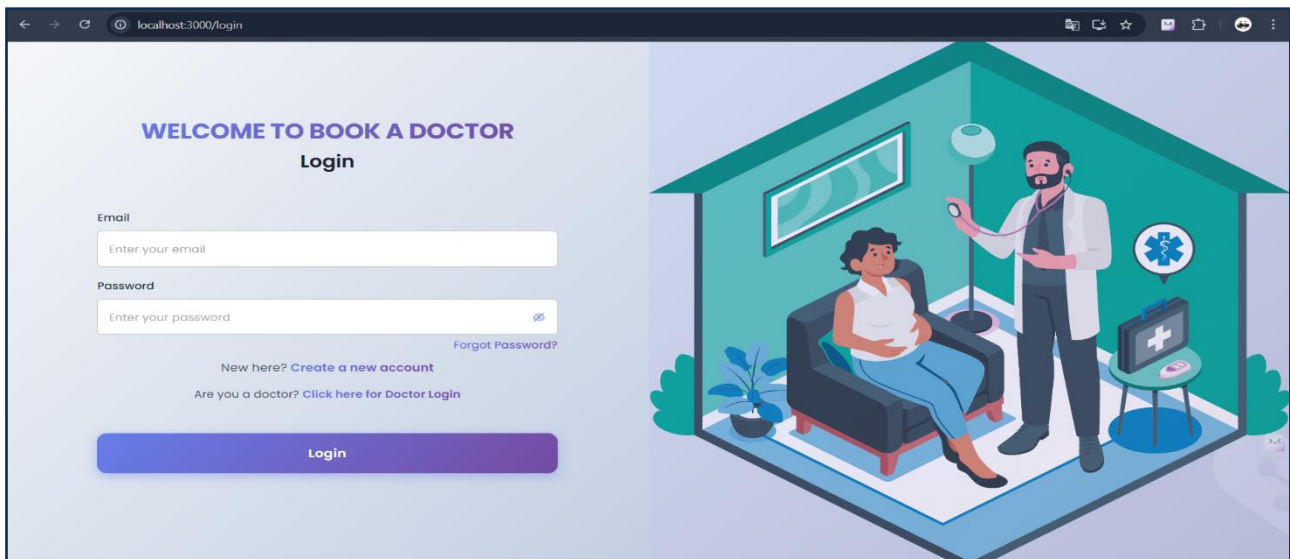 localhost:3000/login
WELCOME TO BOOK A DOCTOR
Login
Email
Enter your email
Password
Enter your password
Forgot Password?
New here? Create a new account
Are you a doctor? Click here for Doctor Login
Login